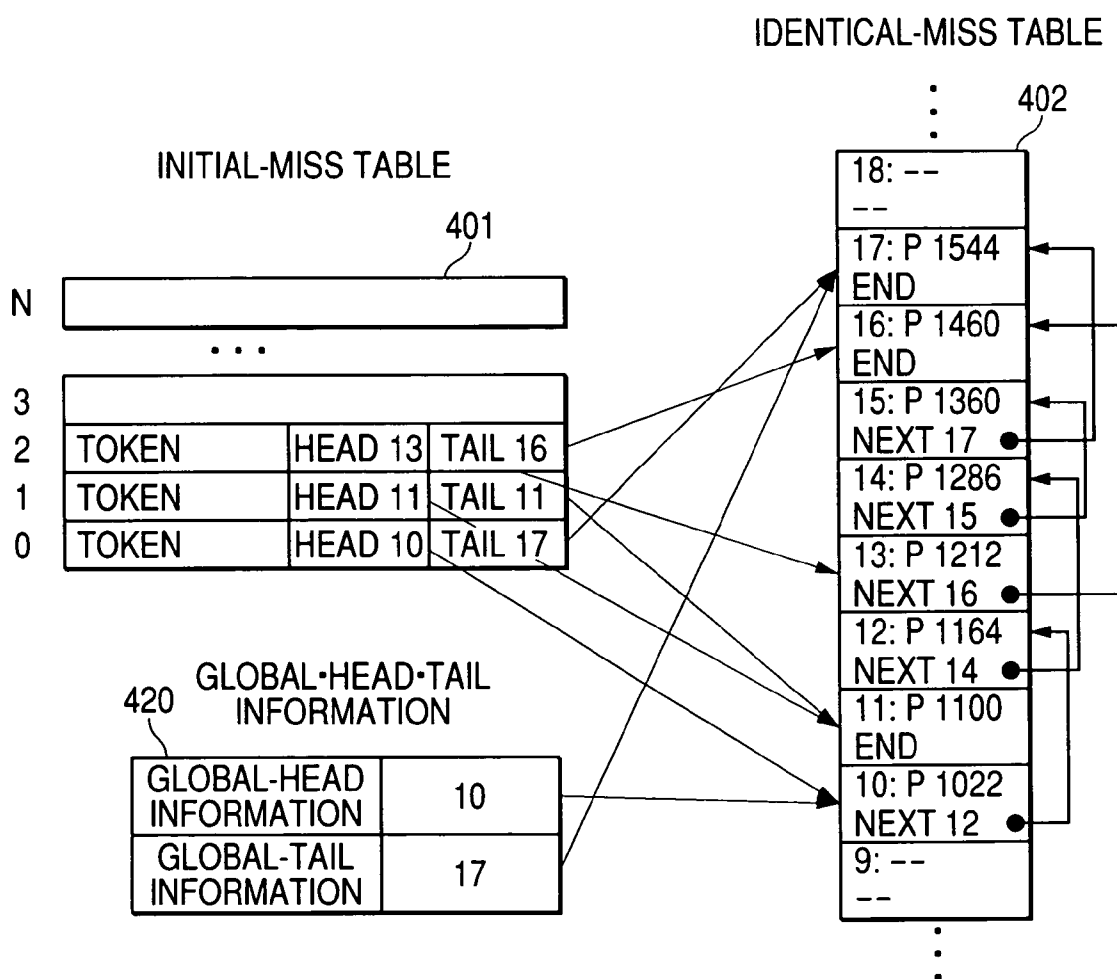 IDENTICAL-MISS TABLE
402
INITIAL-MISS TABLE
401
N
3
2 TOKEN HEAD 13 TAIL 16
1 TOKEN HEAD 11 TAIL 11
0 TOKEN HEAD 10 TAIL 17
GLOBAL·HEAD·TAIL
INFORMATION
420
GLOBAL-HEAD
INFORMATION
10
GLOBAL-TAIL
INFORMATION
17
18: --
--
17: P 1544
END
16: P 1460
END
15: P 1360
NEXT 17
14: P 1286
NEXT 15
13: P 1212
NEXT 16
12: P 1164
NEXT 14
11: P 1100
END
10: P 1022
NEXT 12
9: --
--